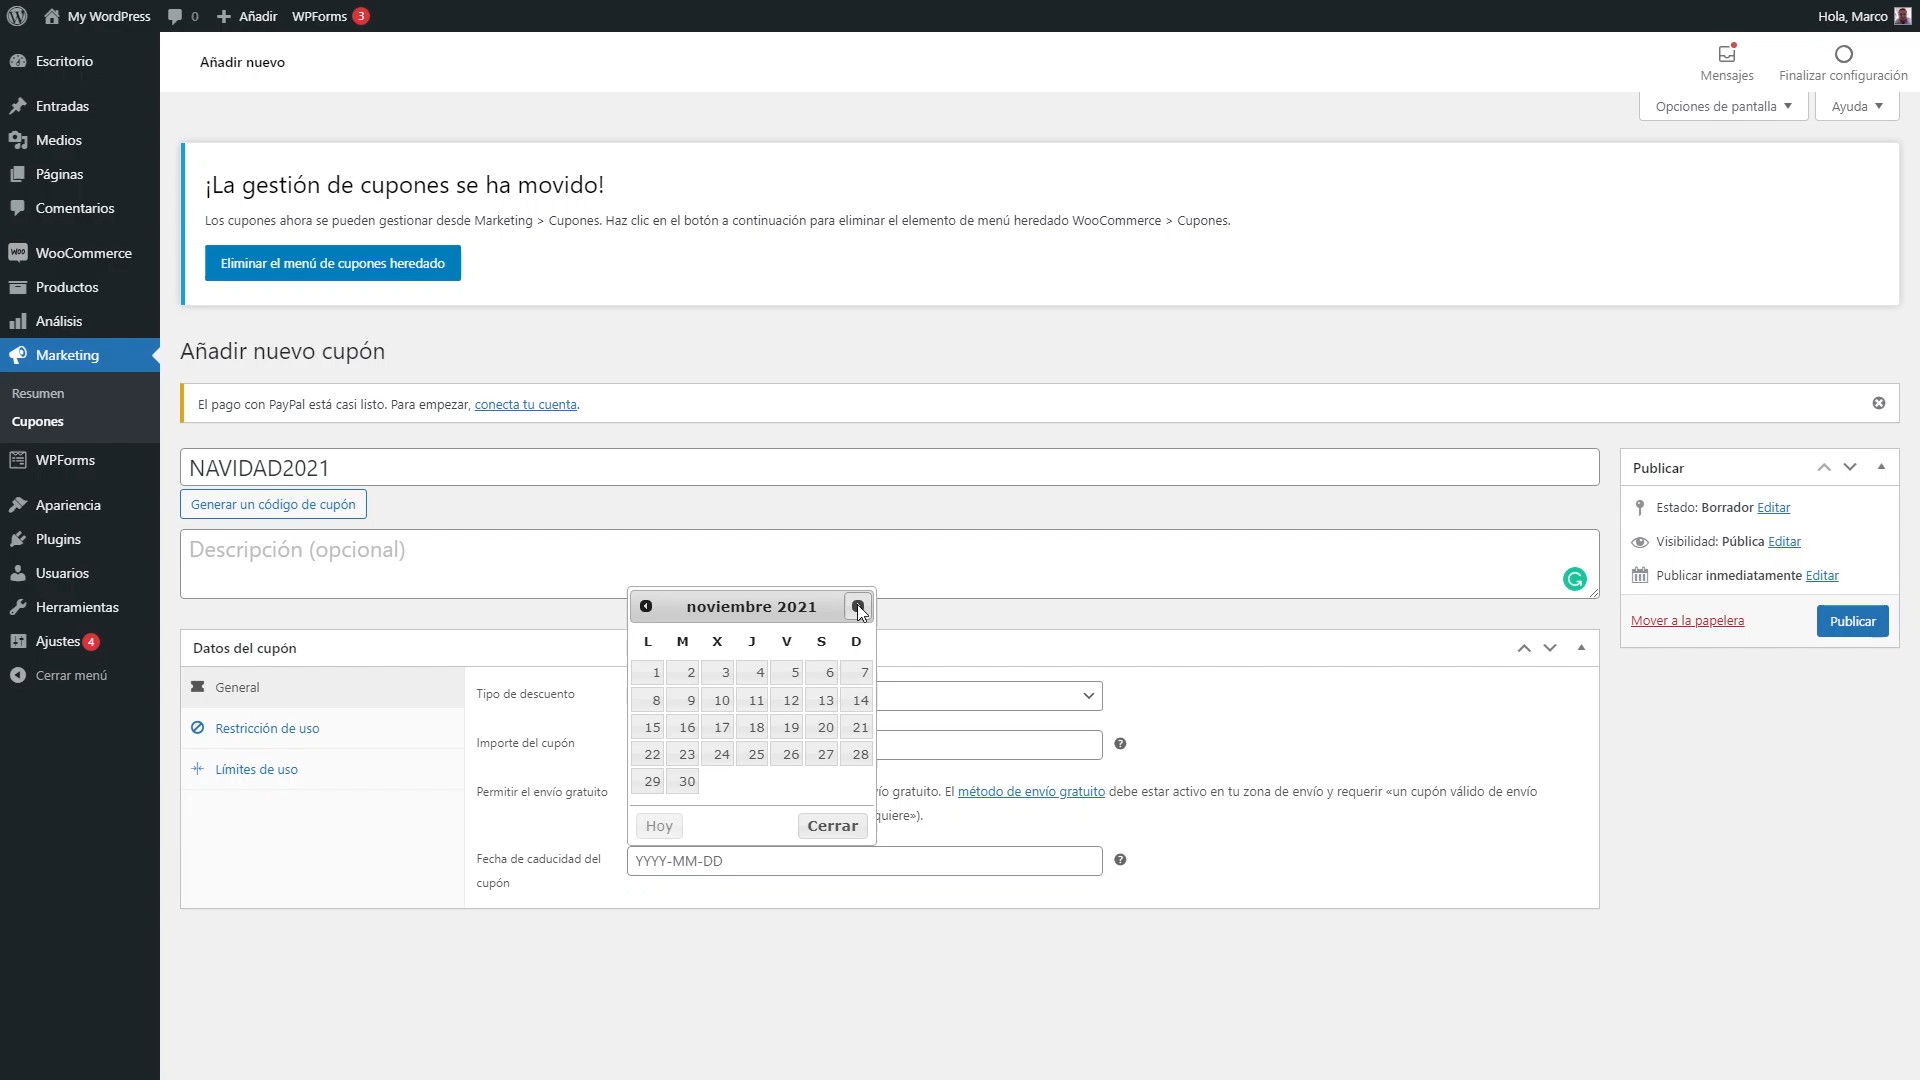 My WordPress 0 Añadir WPForms 3 Hola, Marco
Escritorio
Entradas
Medios
Páginas
Comentarios
WooCommerce
Productos
Análisis
Marketing
Resumen
Cupones
WPForms
Apariencia
Plugins
Usuarios
Herramientas
Ajustes 4
Cerrar menú
Añadir nuevo
Mensajes
Finalizar configuración
Opciones de pantalla
Ayuda
¡La gestión de cupones se ha movido!
Los cupones ahora se pueden gestionar desde Marketing > Cupones. Haz clic en el botón a continuación para eliminar el elemento de menú heredado WooCommerce > Cupones.
Eliminar el menú de cupones heredado
Añadir nuevo cupón
El pago con PayPal está casi listo. Para empezar, conecta tu cuenta.
NAVIDAD2021
Generar un código de cupón
Descripción (opcional)
Datos del cupón
General
Restricción de uso
Límites de uso
Tipo de descuento
Importe del cupón
Permitir el envío gratuito
ío gratuito. El método de envío gratuito debe estar activo en tu zona de envío y requerir «un cupón válido de envío
quiere»).
noviembre 2021
L M X J V S D
1 2 3 4 5 6 7
8 9 10 11 12 13 14
15 16 17 18 19 20 21
22 23 24 25 26 27 28
29 30
Hoy Cerrar
Fecha de caducidad del
cupón
YYYY-MM-DD
Publicar
Estado: Borrador Editar
Visibilidad: Pública Editar
Publicar inmediatamente Editar
Mover a la papelera
Publicar